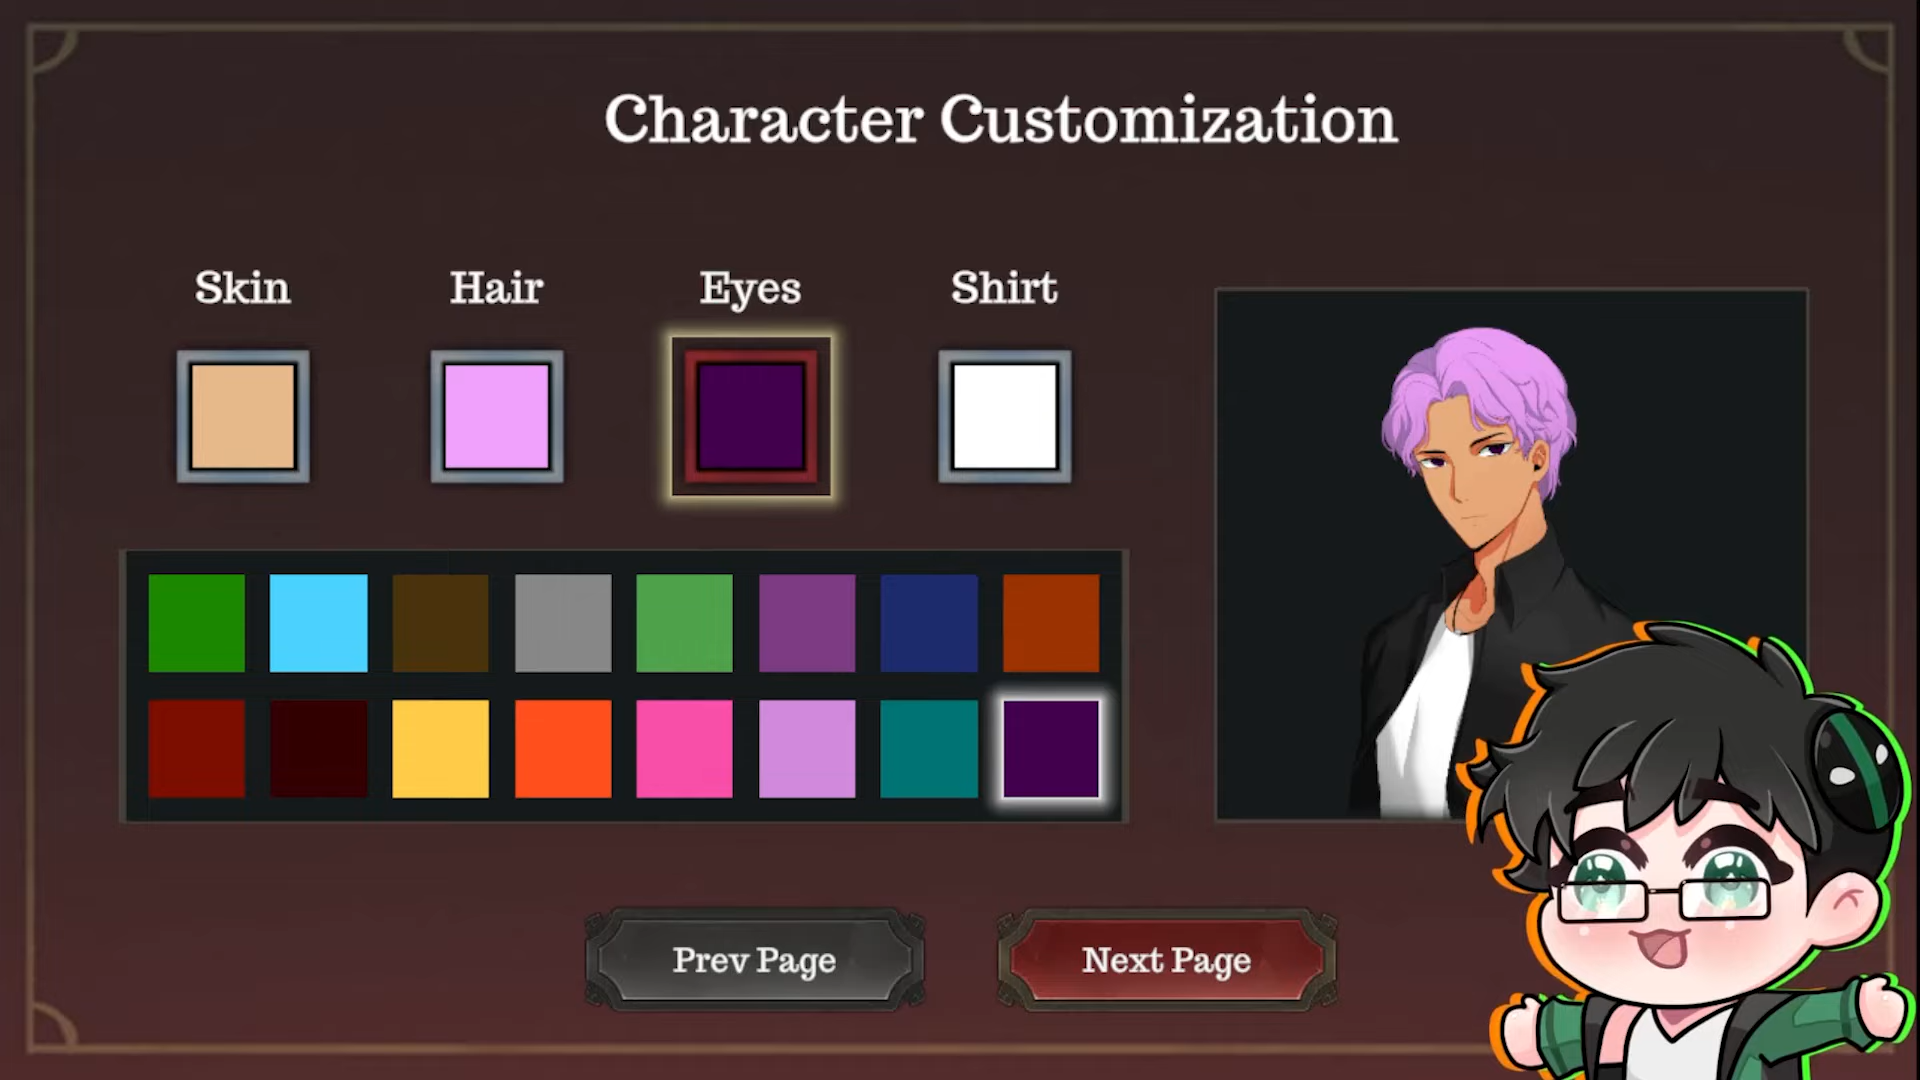 Character Customization
Skin
Hair
Eyes
Shirt
Prev Page
Next Page